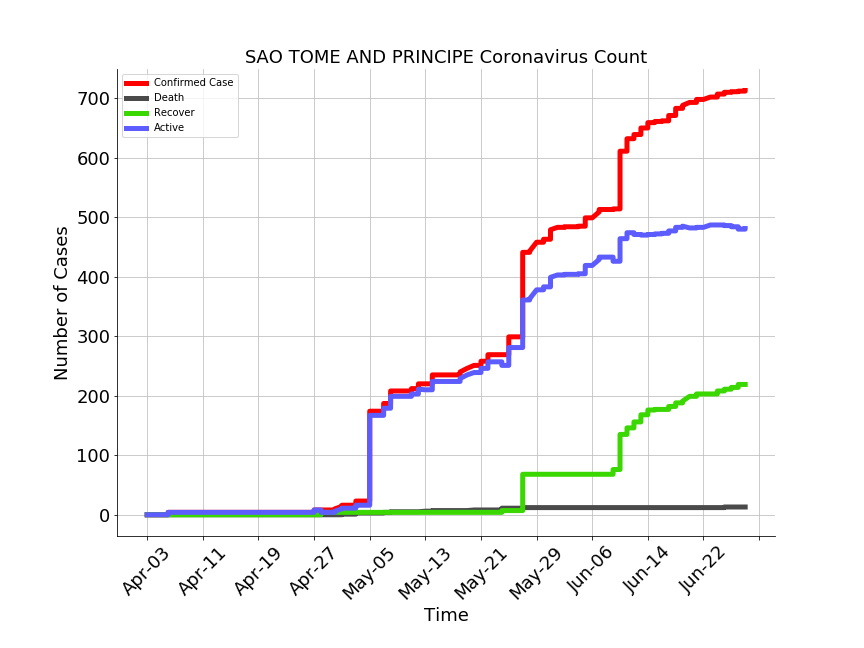 SAO TOME AND PRINCIPE Coronavirus Count
Confirmed Case
Death
Recover
Active
Number of Cases
700
600
500
400
300
200
100
0
Apr-03
Apr-11
Apr-19
Apr-27
May-05
May-13
May-21
May-29
Jun-06
Jun-14
Jun-22
Time